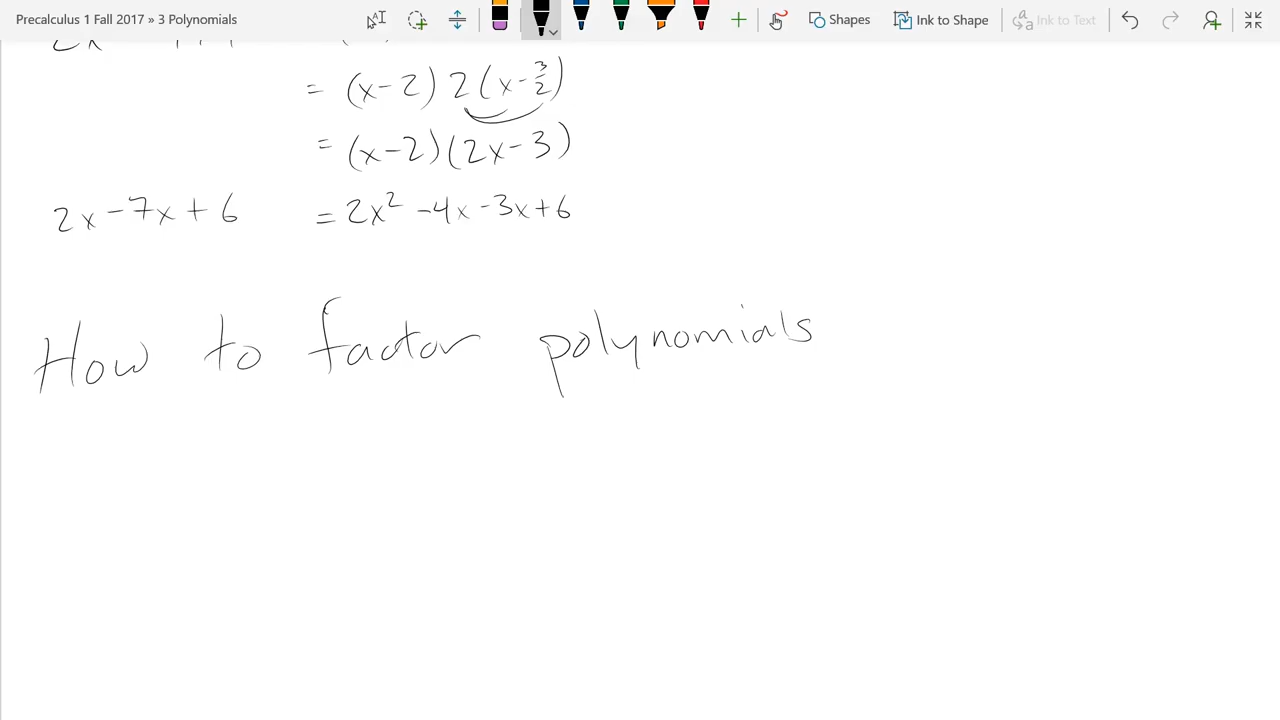 Precalculus 1 Fall 2017 » 3 Polynomials Shapes Ink to Shape Ink to Text
= (x-2) 2(x-3/2)
= (x-2)(2x-3)
2x-7x+6 = 2x² -4x -3x+6
How to factor polynomials